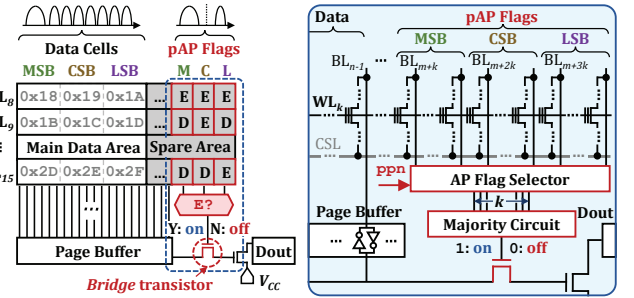 Data Cells
pAP Flags
MSB CSB LSB
M C L
L8 0x18 0x19 0x1A ... E E E
L9 0x1B 0x1C 0x1D D E D
Main Data Area Spare Area
15 0x2D 0x2E 0x2F ... D D E
...
E?
Y: on N: off
Page Buffer
Dout
Bridge transistor
VCC
Data
pAP Flags
MSB CSB LSB
BLn-1 ... BLm+k BLm+2k BLm+3k
WLk
CSL
ppn
AP Flag Selector
k
Page Buffer
Majority Circuit
Dout
... ...
1: on 0: off